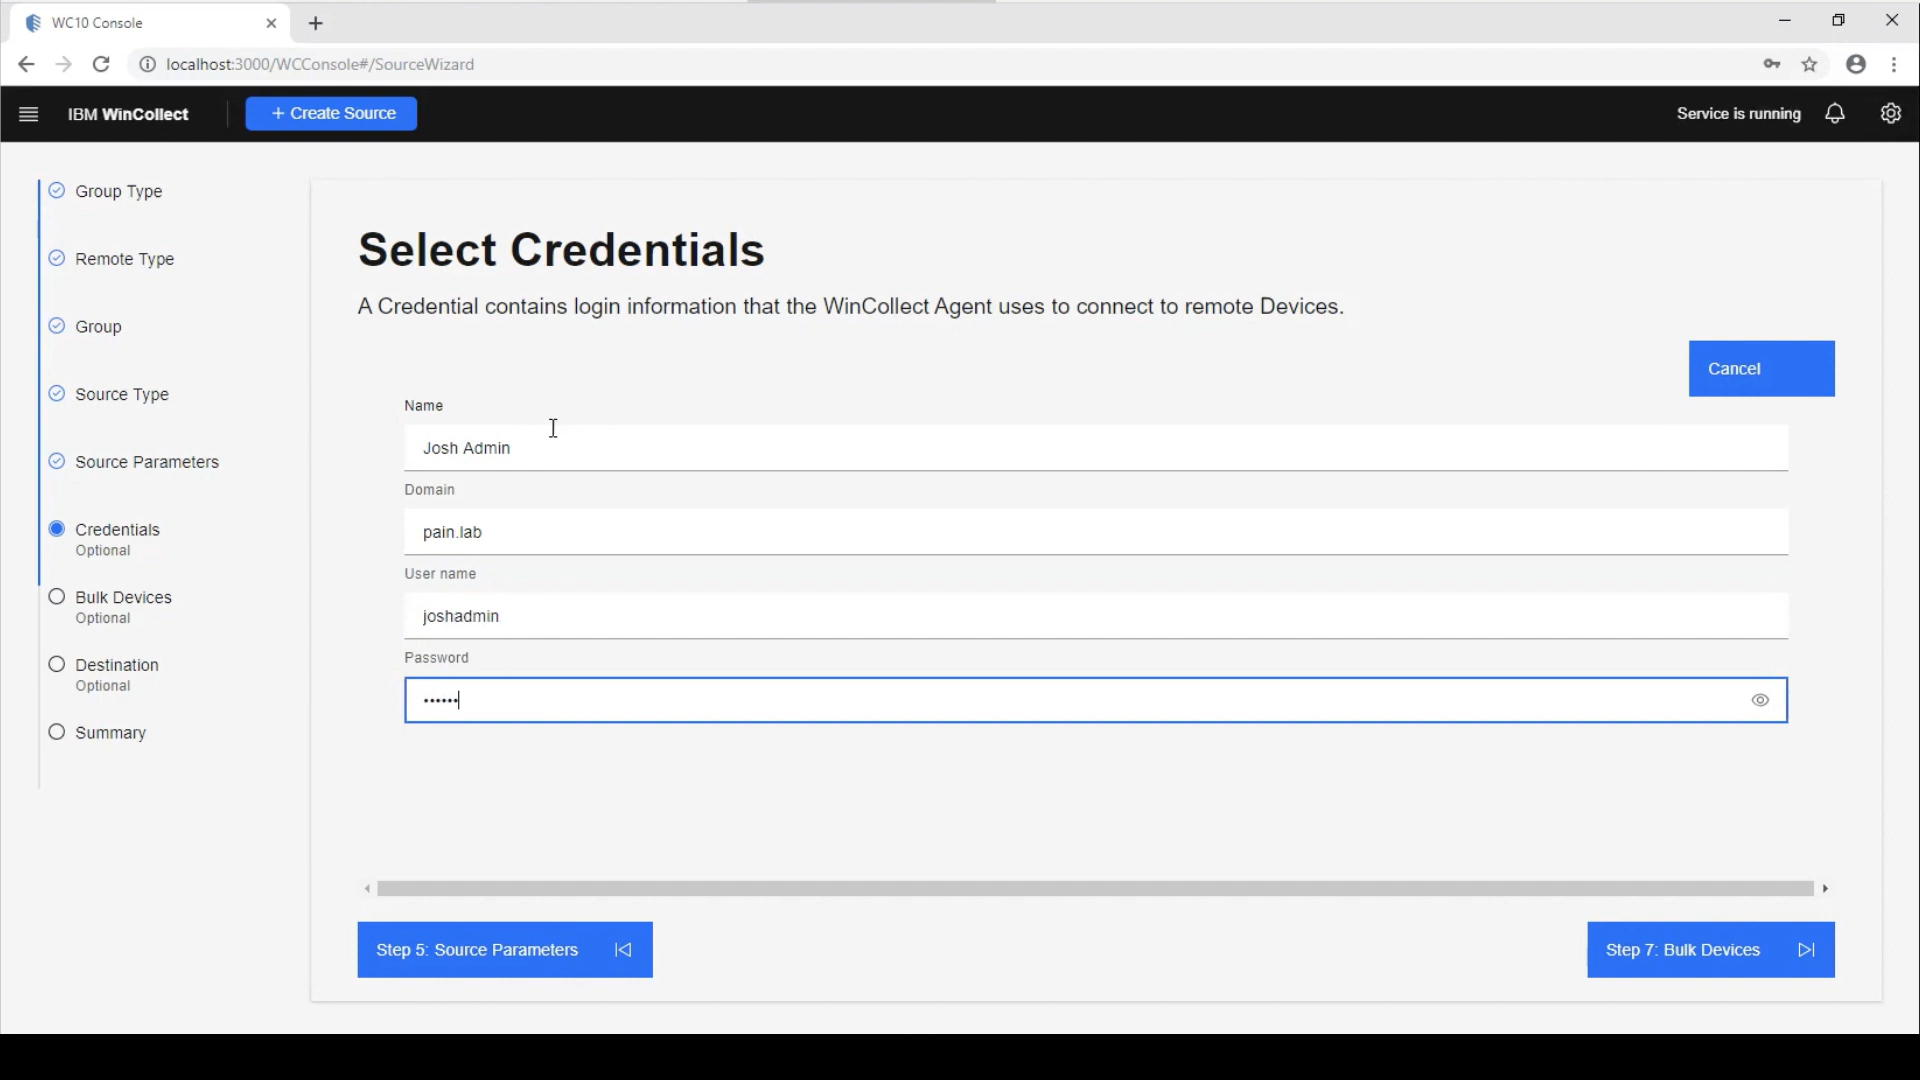 WC10 Console
localhost:3000/WCConsole#/SourceWizard
IBM WinCollect
+ Create Source
Service is running
Group Type
Remote Type
Group
Source Type
Source Parameters
Credentials
Optional
Bulk Devices
Optional
Destination
Optional
Summary
Select Credentials
A Credential contains login information that the WinCollect Agent uses to connect to remote Devices.
Cancel
Name
Josh Admin
Domain
pain.lab
User name
joshadmin
Password
••••••
Step 5: Source Parameters
Step 7: Bulk Devices